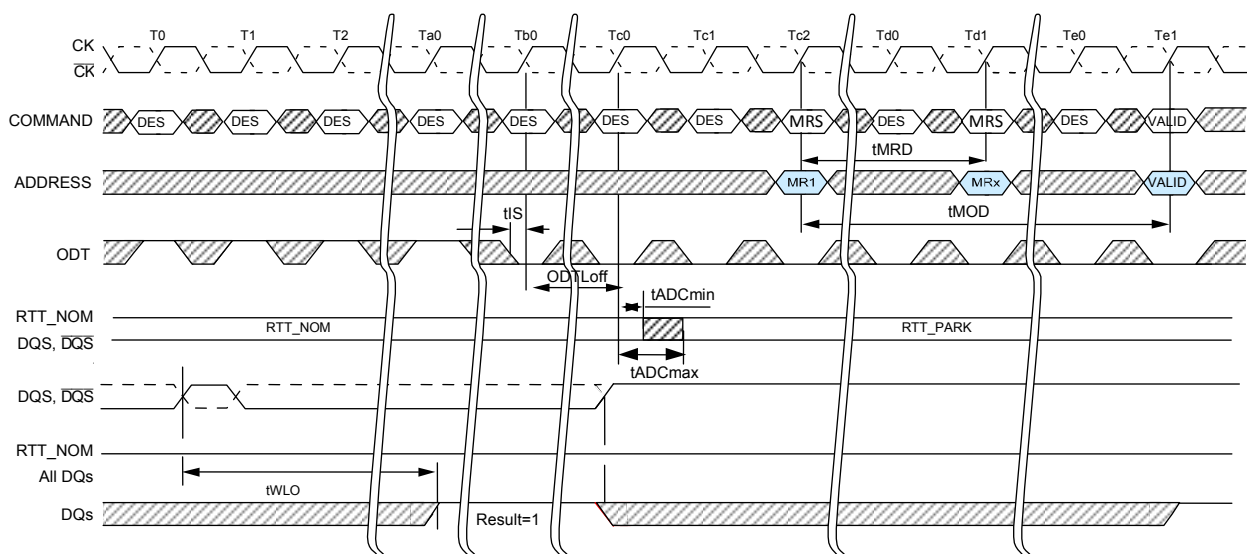 T0 T1 T2 Ta0 Tb0 Tc0 Tc1 Tc2 Td0 Td1 Te0 Te1
CK
CK
COMMAND DES DES DES DES DES DES DES MRS DES MRS DES VALID
tMRD
ADDRESS MR1 MRx VALID
tIS tMOD
ODT
ODTLoff
tADCmin
RTT_NOM
RTT_NOM RTT_PARK
DQS, DQS
tADCmax
DQS, DQS
RTT_NOM
All DQs
tWLO
DQs Result=1